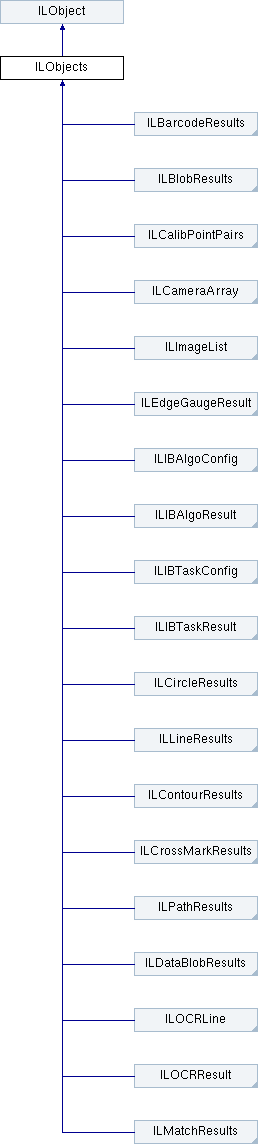 ILObject
ILObjects
ILBarcodeResults
ILBlobResults
ILCalibPointPairs
ILCameraArray
ILImageList
ILEdgeGaugeResult
ILIBAlgoConfig
ILIBAlgoResult
ILIBTaskConfig
ILIBTaskResult
ILCircleResults
ILLineResults
ILContourResults
ILCrossMarkResults
ILPathResults
ILDataBlobResults
ILOCRLine
ILOCRResult
ILMatchResults